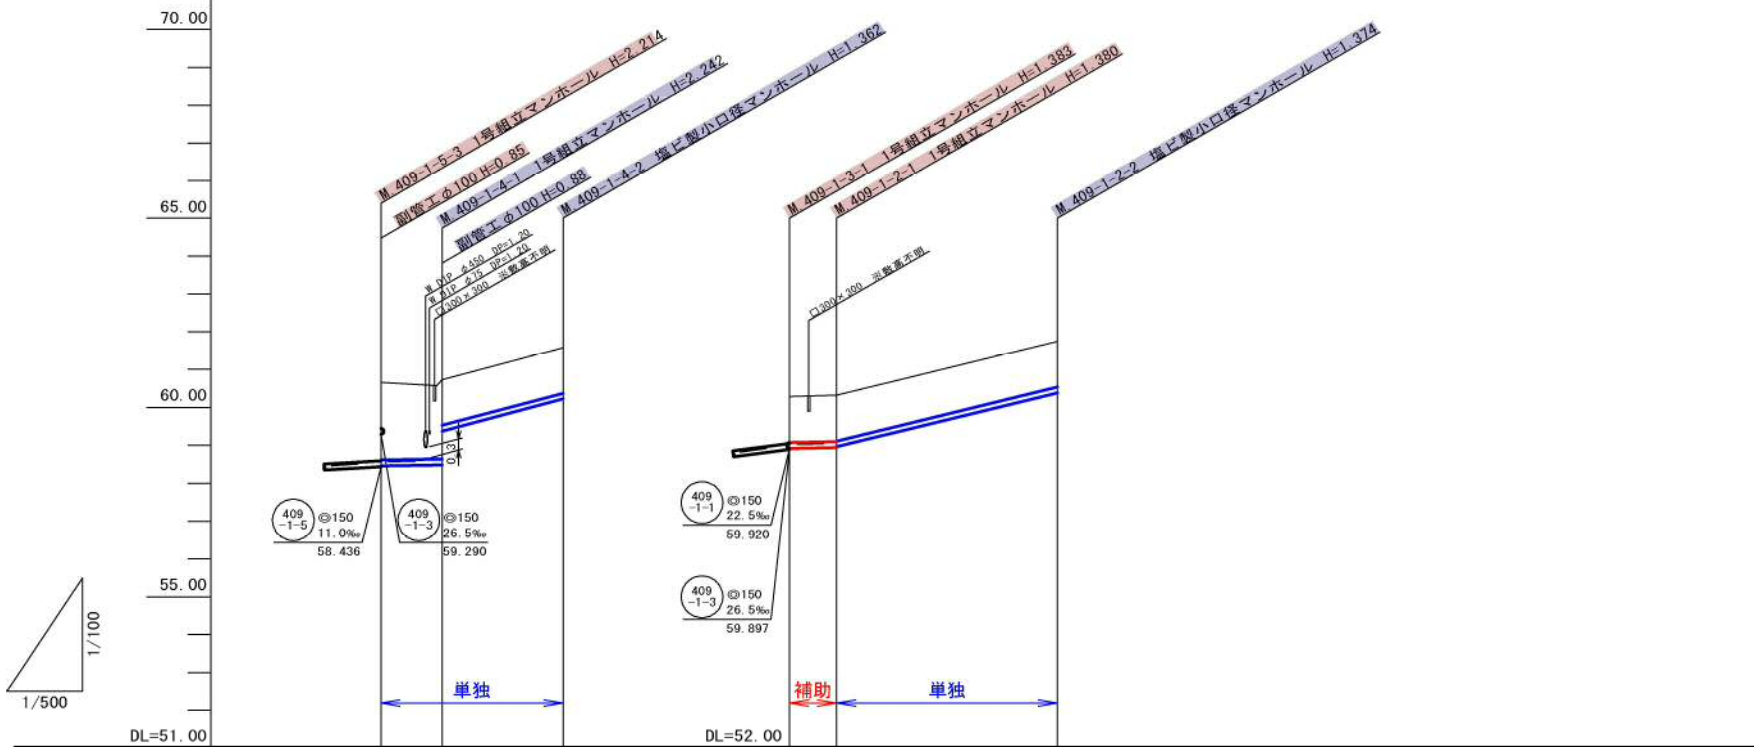 70.00
65.00
60.00
55.00
DL=51.00
1/100
1/500
M.409-1-5-3 1号組立マンホール H=2.214
副管工φ100 H=0.85
M.409-1-4-1 1号組立マンホール H=2.242
副管工φ100 H=0.88
M.409-1-4-2 塩ビ製小口径マンホール H=1.362
W DIP φ450 DP=1.20
W DIP φ75 DP=1.20
□300×300 ※敷高不明
0.3
409
-1-5
◎150
11.0‰
58.436
409
-1-3
◎150
26.5‰
59.290
単独
M.409-1-3-1 1号組立マンホール H=1.383
M.409-1-2-1 1号組立マンホール H=1.380
M.409-1-2-2 塩ビ製小口径マンホール H=1.374
□300×300 ※敷高不明
409
-1-1
◎150
22.5‰
59.920
409
-1-3
◎150
26.5‰
59.897
補助
単独
DL=52.00